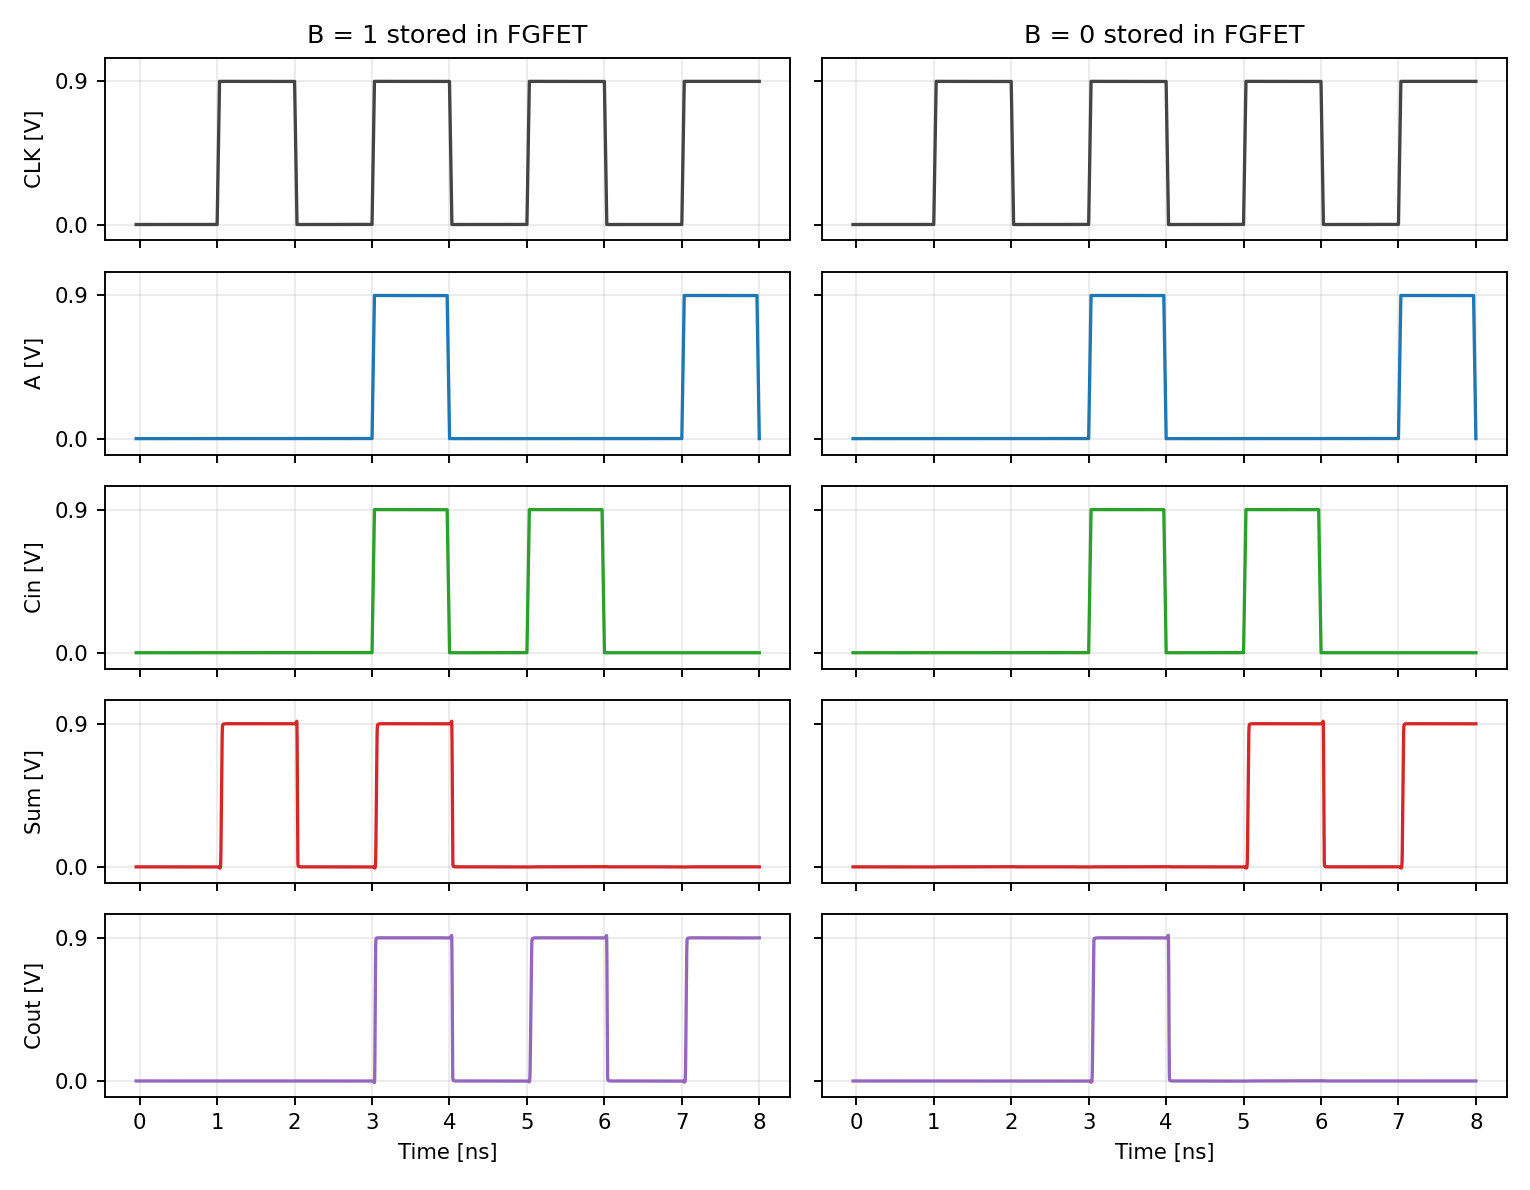 B = 1 stored in FGFET
B = 0 stored in FGFET
CLK [V]
0.9
0.0
A [V]
0.9
0.0
Cin [V]
0.9
0.0
Sum [V]
0.9
0.0
Cout [V]
0.9
0.0
0 1 2 3 4 5 6 7 8
0 1 2 3 4 5 6 7 8
Time [ns]
Time [ns]